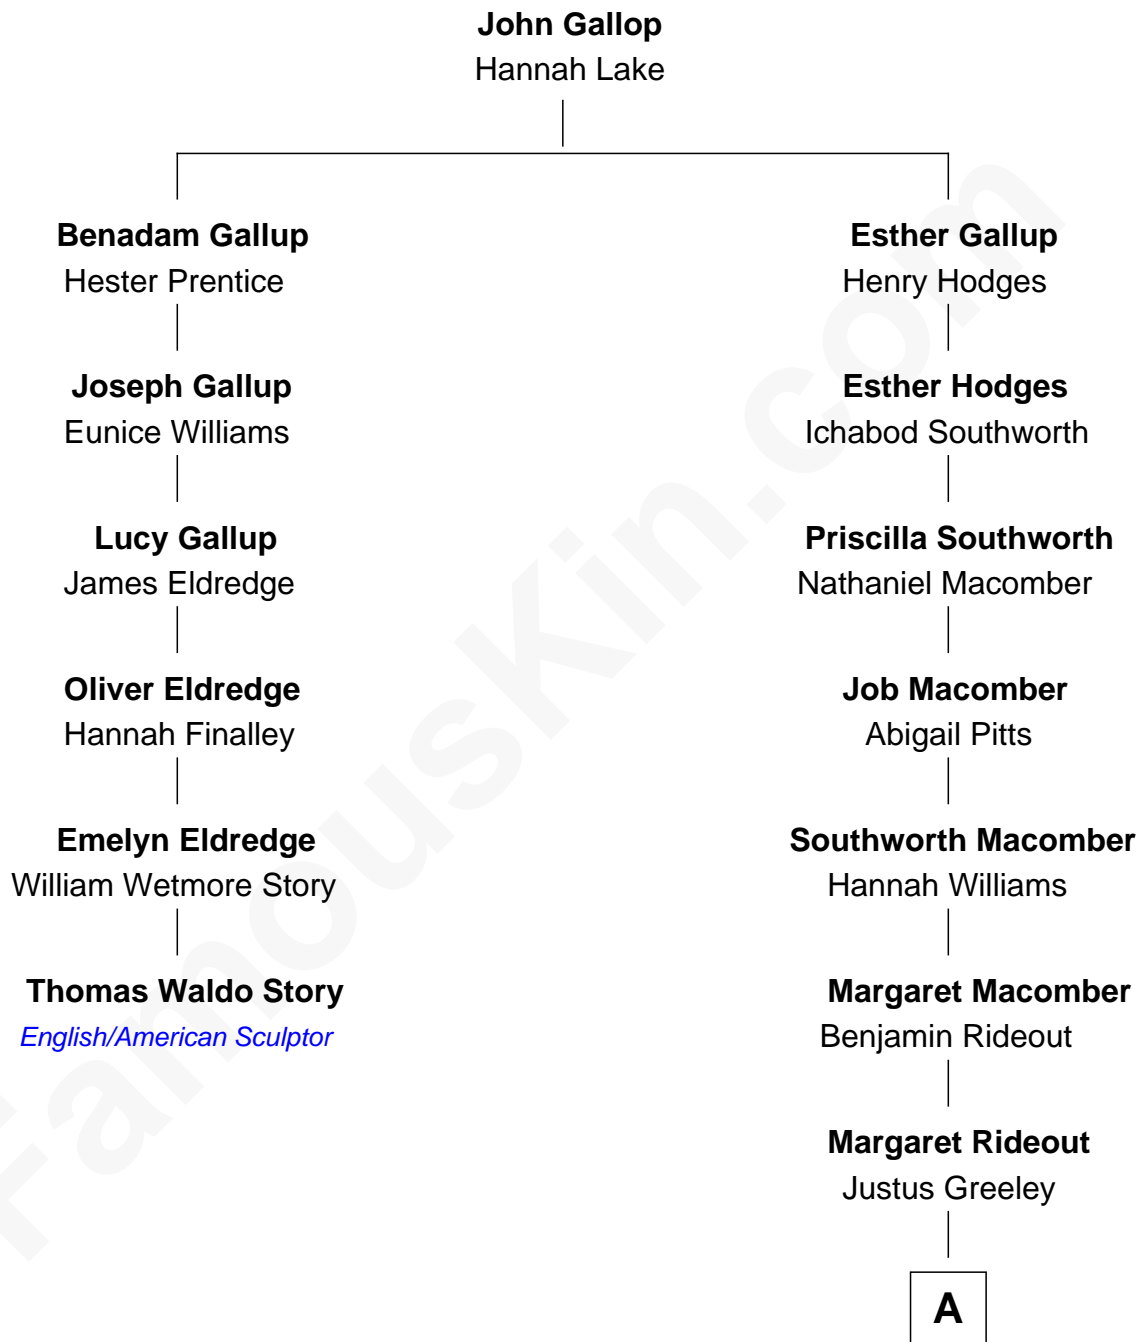 John Gallop
Hannah Lake
Benadam Gallup
Hester Prentice
Joseph Gallup
Eunice Williams
Lucy Gallup
James Eldredge
Oliver Eldredge
Hannah Finalley
Emelyn Eldredge
William Wetmore Story
Thomas Waldo Story
English/American Sculptor
Esther Gallup
Henry Hodges
Esther Hodges
Ichabod Southworth
Priscilla Southworth
Nathaniel Macomber
Job Macomber
Abigail Pitts
Southworth Macomber
Hannah Williams
Margaret Macomber
Benjamin Rideout
Margaret Rideout
Justus Greeley
A
FamousKin.com